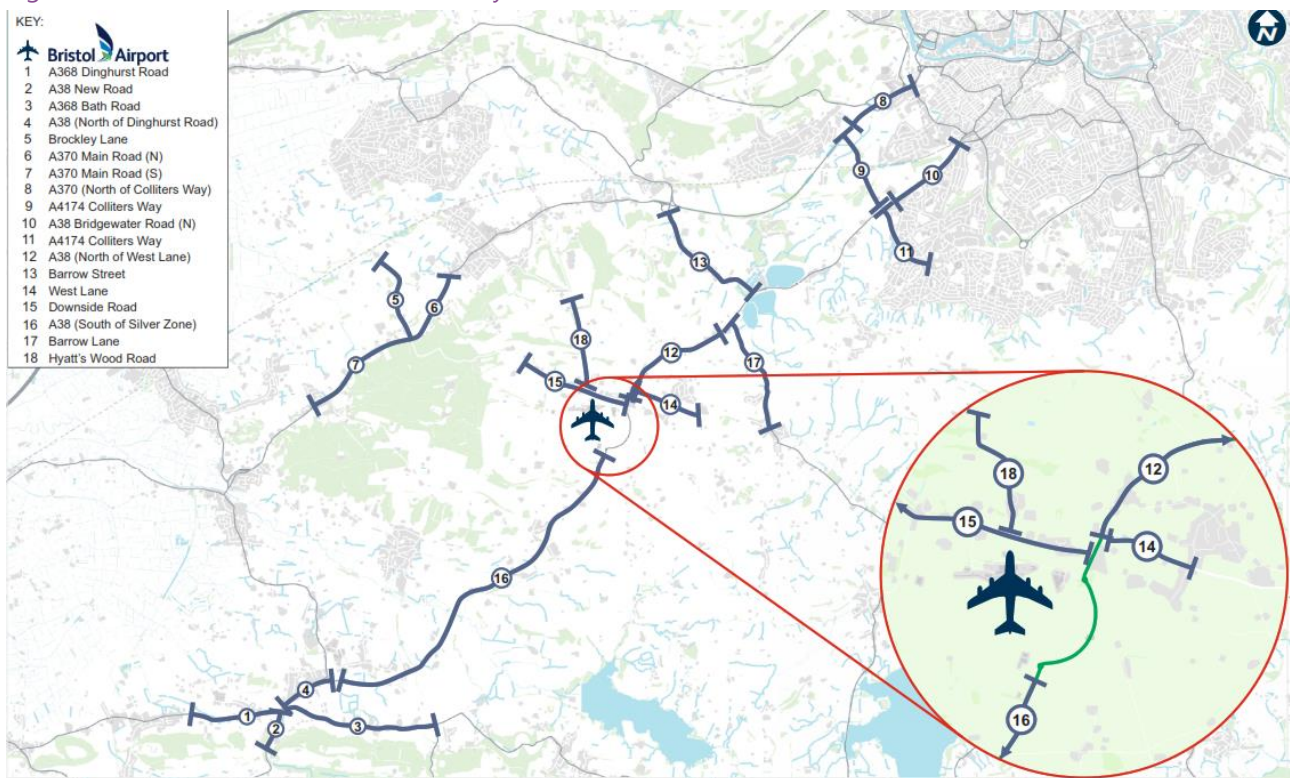 KEY:
Bristol Airport
1 A368 Dinghurst Road
2 A38 New Road
3 A368 Bath Road
4 A38 (North of Dinghurst Road)
5 Brockley Lane
6 A370 Main Road (N)
7 A370 Main Road (S)
8 A370 (North of Colliters Way)
9 A4174 Colliters Way
10 A38 Bridgewater Road (N)
11 A4174 Colliters Way
12 A38 (North of West Lane)
13 Barrow Street
14 West Lane
15 Downside Road
16 A38 (South of Silver Zone)
17 Barrow Lane
18 Hyatt's Wood Road
N
8
9
10
11
13
5
6
18
12
7
17
15
14
16
4
1
2
3
12
18
15
14
16